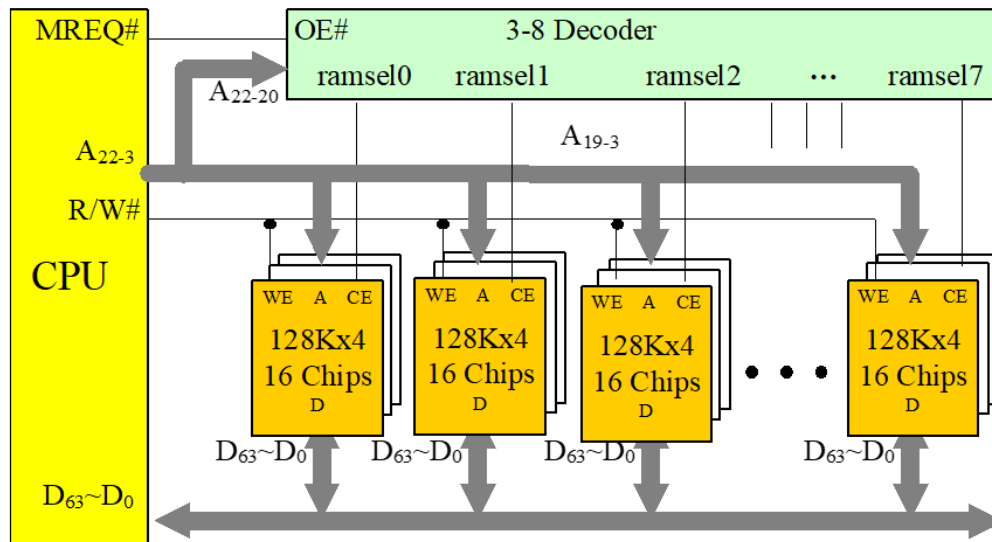 MREQ#
OE# 3-8 Decoder
ramsel0 ramsel1 ramsel2 ... ramsel7
A22-20
A22-3
A19-3
R/W#
CPU
WE A CE
128Kx4
16 Chips
D
WE A CE
128Kx4
16 Chips
D
WE A CE
128Kx4
16 Chips
D
WE A CE
128Kx4
16 Chips
D
D63~D0 D63~D0 D63~D0 D63~D0
D63~D0